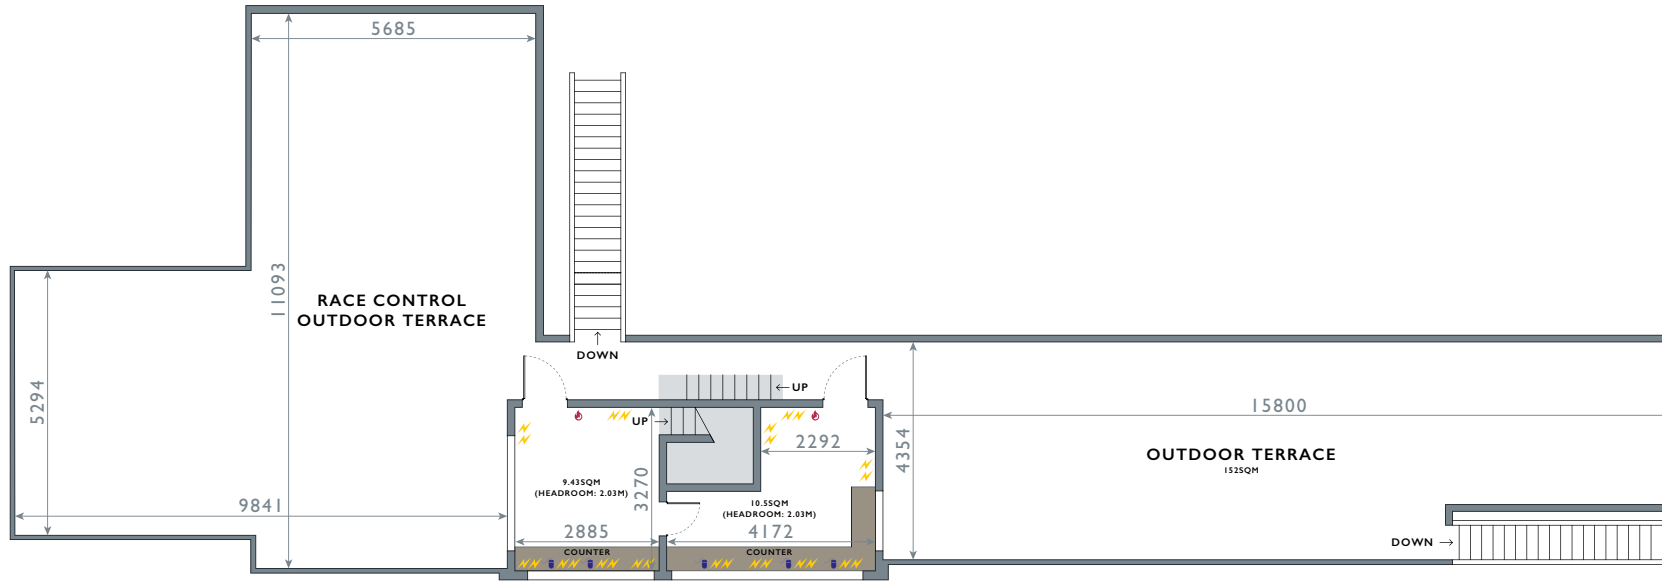 5685
11093
RACE CONTROL
OUTDOOR TERRACE
DOWN
5294
UP
UP
15800
4354
2292
OUTDOOR TERRACE
152SQM
3270
9.43SQM
(HEADROOM: 2.03M)
10.5SQM
(HEADROOM: 2.03M)
9841
2885
4172
DOWN
COUNTER
COUNTER